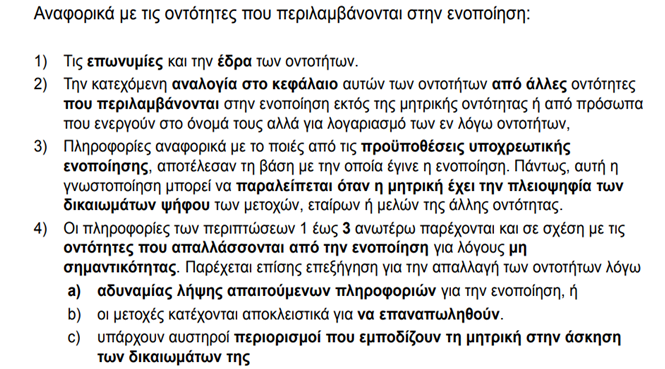 Αναφορικά με τις οντότητες που περιλαμβάνονται στην ενοποίηση:
1) Τις επωνυμίες και την έδρα των οντοτήτων.
2) Την κατεχόμενη αναλογία στο κεφάλαιο αυτών των οντοτήτων από άλλες οντότητες
που περιλαμβάνονται στην ενοποίηση εκτός της μητρικής οντότητας ή από πρόσωπα
που ενεργούν στο όνομά τους αλλά για λογαριασμό των εν λόγω οντοτήτων,
3) Πληροφορίες αναφορικά με το ποιές από τις προϋποθέσεις υποχρεωτικής
ενοποίησης, αποτέλεσαν τη βάση με την οποία έγινε η ενοποίηση. Πάντως, αυτή η
γνωστοποίηση μπορεί να παραλείπεται όταν η μητρική έχει την πλειοψηφία των
δικαιωμάτων ψήφου των μετοχών, εταίρων ή μελών της άλλης οντότητας.
4) Οι πληροφορίες των περιπτώσεων 1 έως 3 ανωτέρω παρέχονται και σε σχέση με τις
οντότητες που απαλλάσσονται από την ενοποίηση για λόγους μη
σημαντικότητας. Παρέχεται επίσης επεξήγηση για την απαλλαγή των οντοτήτων λόγω
a) αδυναμίας λήψης απαιτούμενων πληροφοριών για την ενοποίηση, ή
b) οι μετοχές κατέχονται αποκλειστικά για να επαναπωληθούν.
c) υπάρχουν αυστηροί περιορισμοί που εμποδίζουν τη μητρική στην άσκηση
των δικαιωμάτων της